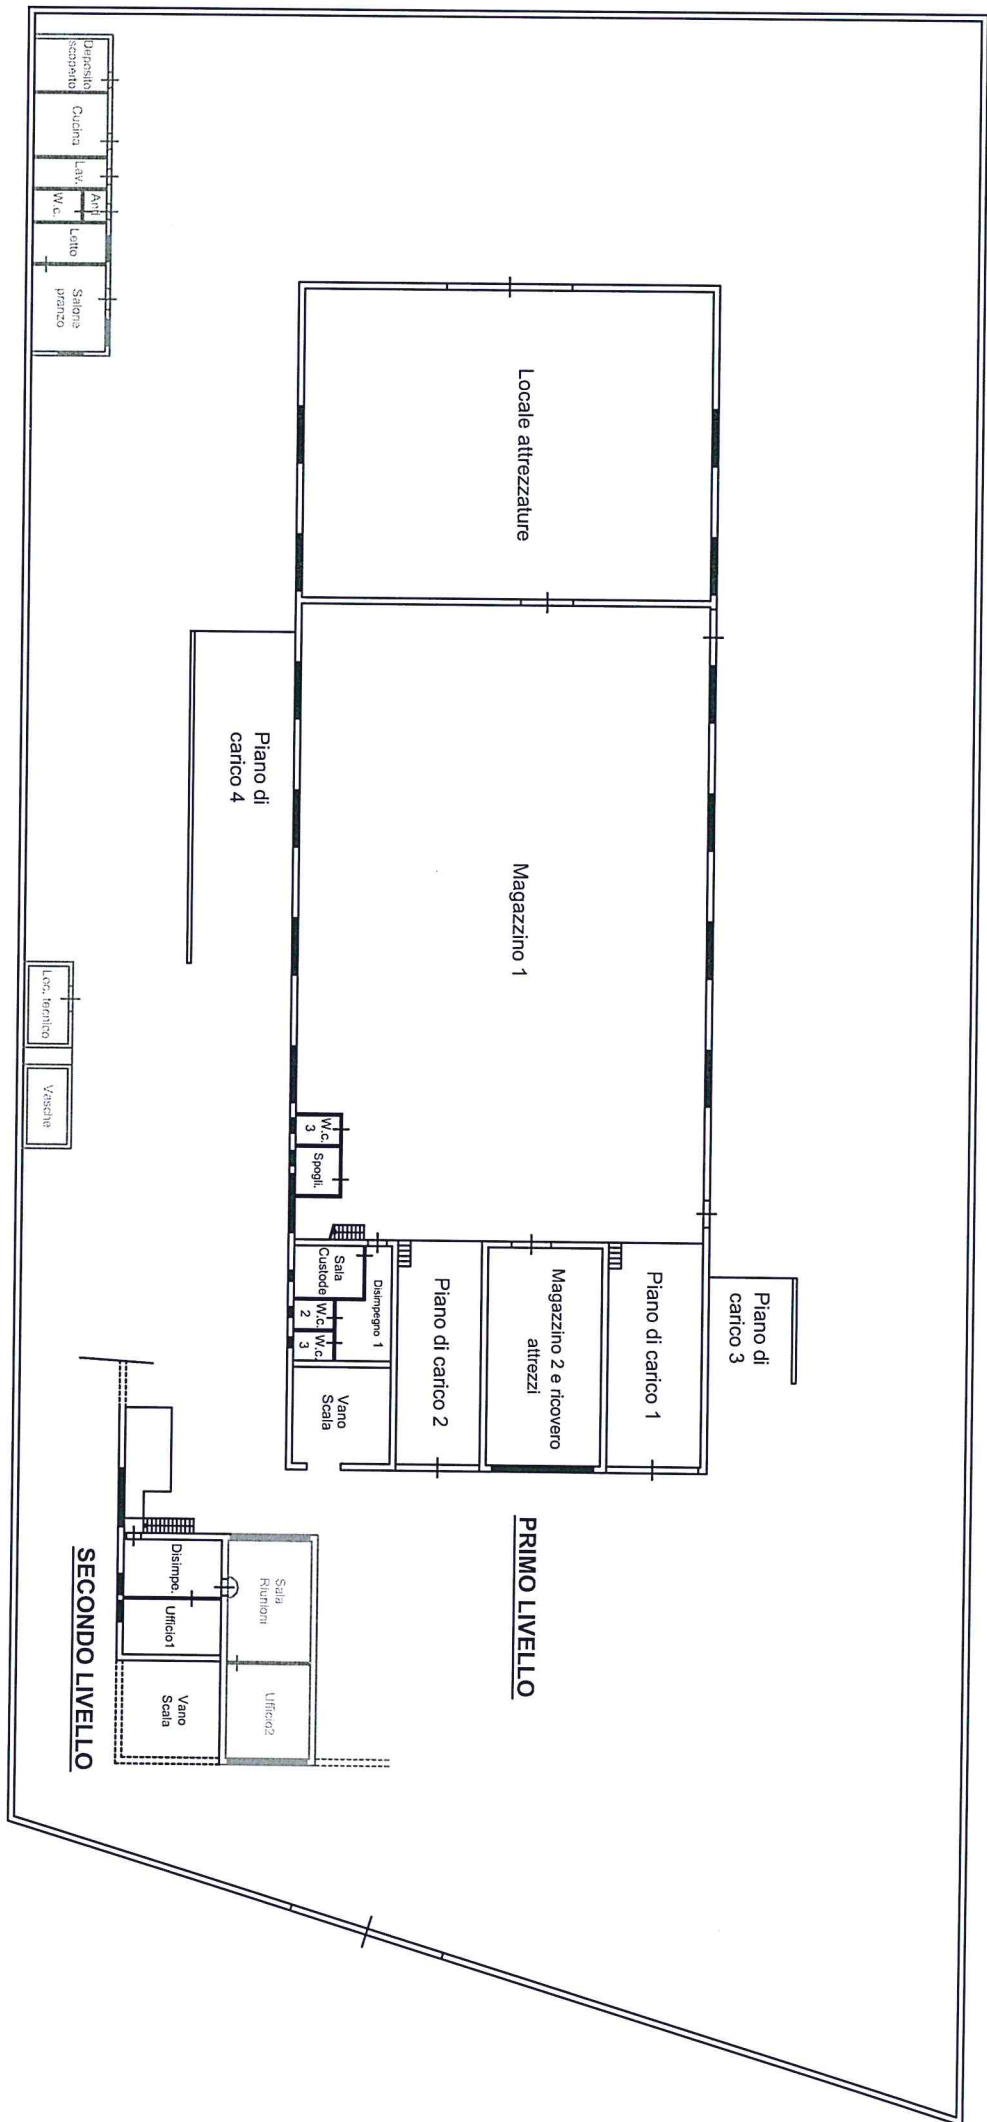 Deposito
scoperto
Cucina
Lav.
Anti
W.c.
Letto
Salone
pranzo
Locale attrezzature
Piano di
carico 4
Magazzino 1
Loc. tecnico
Vasche
W.c.
3
Spogli.
Sala
Custode
Disimpegno 1
W.c.
2
W.c.
3
Vano
Scala
Piano di carico 2
Magazzino 2 e ricovero
attrezzi
Piano di carico 1
Piano di
carico 3
PRIMO LIVELLO
Disimpe.
Ufficio1
Sala
Riunioni
Ufficio2
Vano
Scala
SECONDO LIVELLO